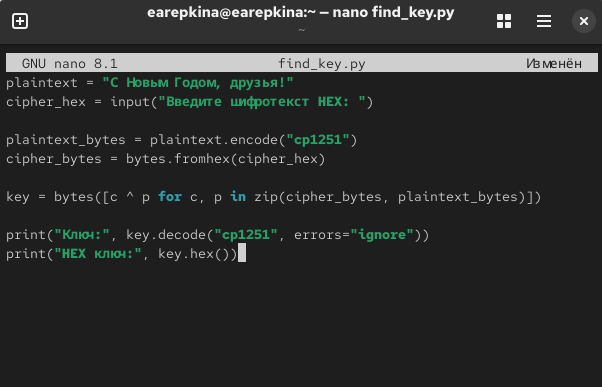 earepkina@earepkina:~ — nano find_key.py
~
GNU nano 8.1 find_key.py Изменён
plaintext = "С Новым Годом, друзья!"
cipher_hex = input("Введите шифротекст HEX: ")
plaintext_bytes = plaintext.encode("cp1251")
cipher_bytes = bytes.fromhex(cipher_hex)
key = bytes([c ^ p for c, p in zip(cipher_bytes, plaintext_bytes)])
print("Ключ:", key.decode("cp1251", errors="ignore"))
print("HEX ключ:", key.hex())